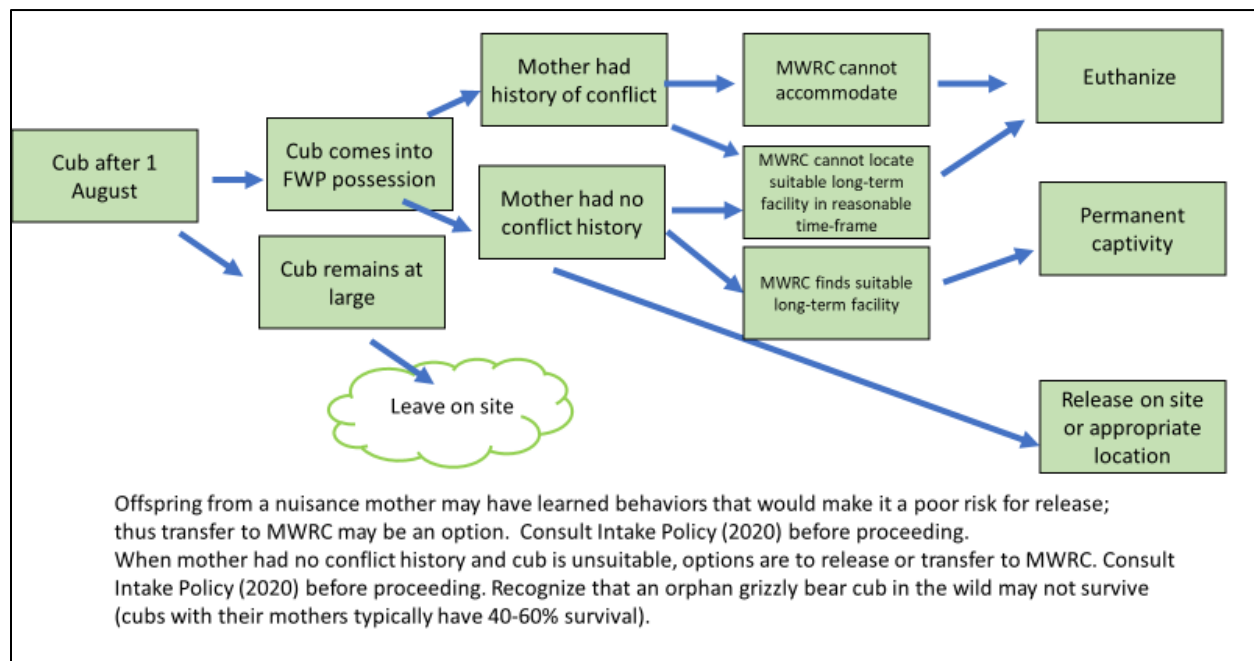 Cub after 1
August
Cub comes into
FWP possession
Cub remains at
large
Leave on site
Mother had
history of conflict
Mother had no
conflict history
MWRC cannot
accommodate
MWRC cannot locate
suitable long-term
facility in reasonable
time-frame
MWRC finds suitable
long-term facility
Euthanize
Permanent
captivity
Release on site
or appropriate
location
Offspring from a nuisance mother may have learned behaviors that would make it a poor risk for release;
thus transfer to MWRC may be an option.  Consult Intake Policy (2020) before proceeding.
When mother had no conflict history and cub is unsuitable, options are to release or transfer to MWRC. Consult
Intake Policy (2020) before proceeding. Recognize that an orphan grizzly bear cub in the wild may not survive
(cubs with their mothers typically have 40-60% survival).